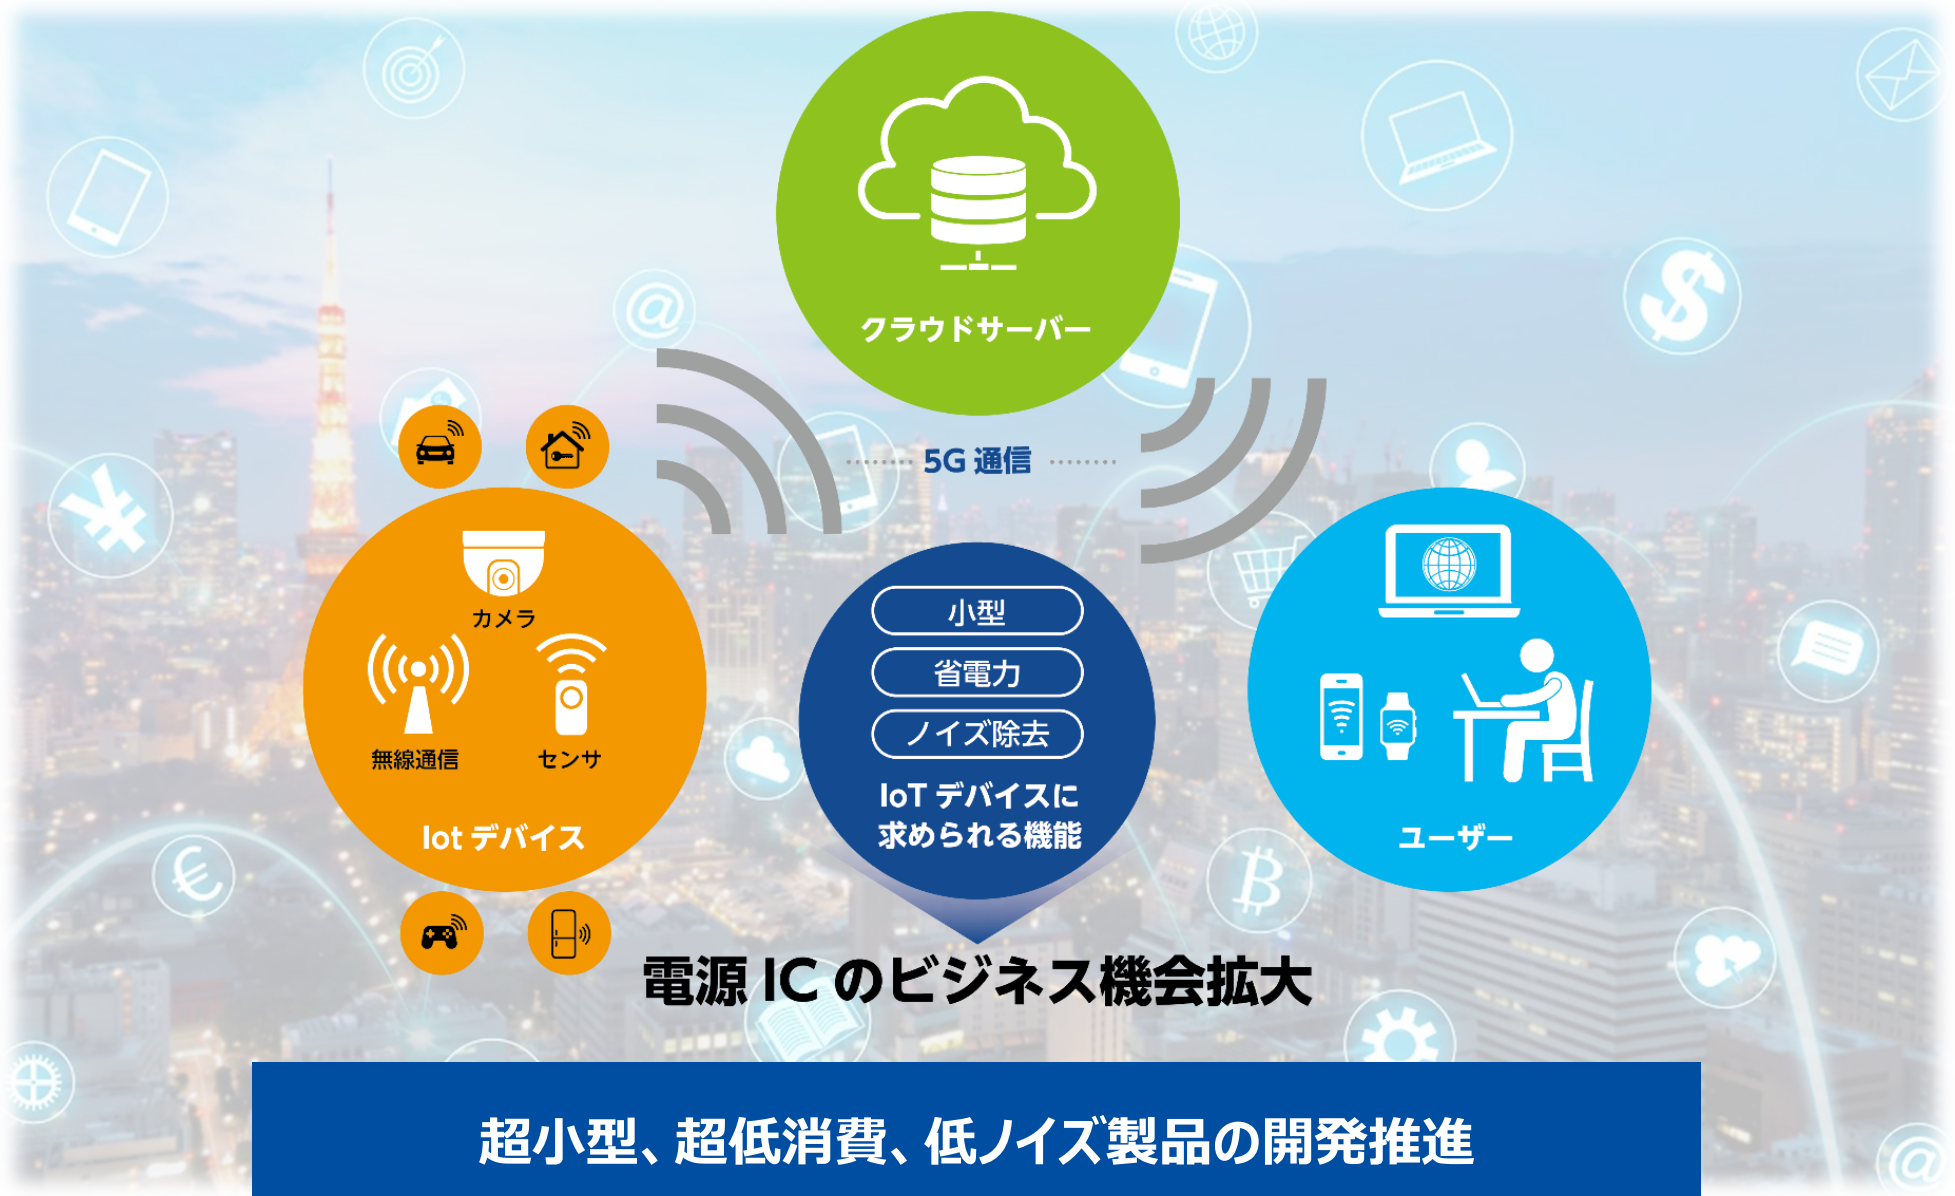 クラウドサーバー
5G 通信
カメラ
無線通信
センサ
Iot デバイス
小型
省電力
ノイズ除去
IoT デバイスに
求められる機能
ユーザー
電源 IC のビジネス機会拡大
超小型、超低消費、低ノイズ製品の開発推進